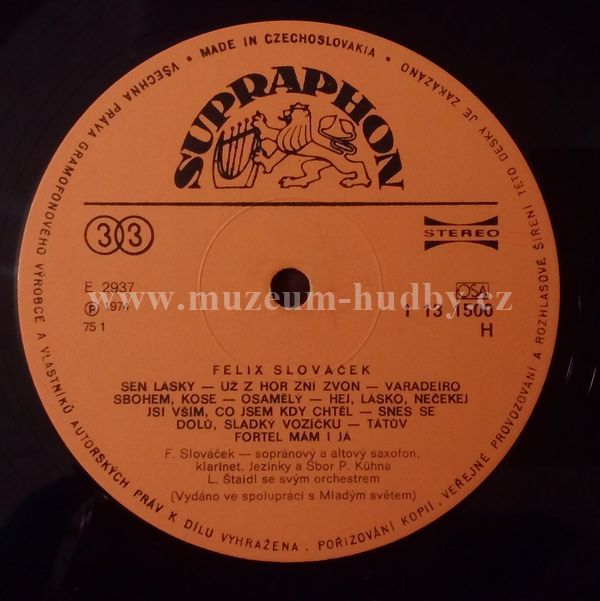 VŠECHNA PRÁVA GRAMOFONOVÉHO VÝROBCE A VLASTNÍKŮ AUTORSKÝCH PRÁV K DÍLU VYHRAŽENA . POŘIZOVÁNÍ KOPIÍ , VEŘEJNÉ PROVOZOVÁNÍ A ROZHLASOVÉ ŠÍŘENÍ TÉTO DESKY JE ZAKÁZÁNO
• MADE IN CZECHOSLOVAKIA •
SUPRAPHON
33
STEREO
E 2937
OSA
℗ 1974
1 13 1500
75 1
H
www.muzeum-hudby.cz
FELIX SLOVÁČEK
SEN LÁSKY — UŽ Z HOR ZNÍ ZVON — VARADEIRO
SBOHEM, KOSE — OSAMĚLÝ — HEJ, LÁSKO, NEČEKEJ
JSI VŠÍM, CO JSEM KDY CHTĚL — SNES SE
DOLŮ, SLADKÝ VOZÍČKU — TÁTŮV
FORTEL MÁM I JÁ
F. Slováček — sopránový a altový saxofon,
klarinet. Jezinky a Sbor P. Kühna
L. Štaidl se svým orchestrem
(Vydáno ve spolupráci s Mladým světem)